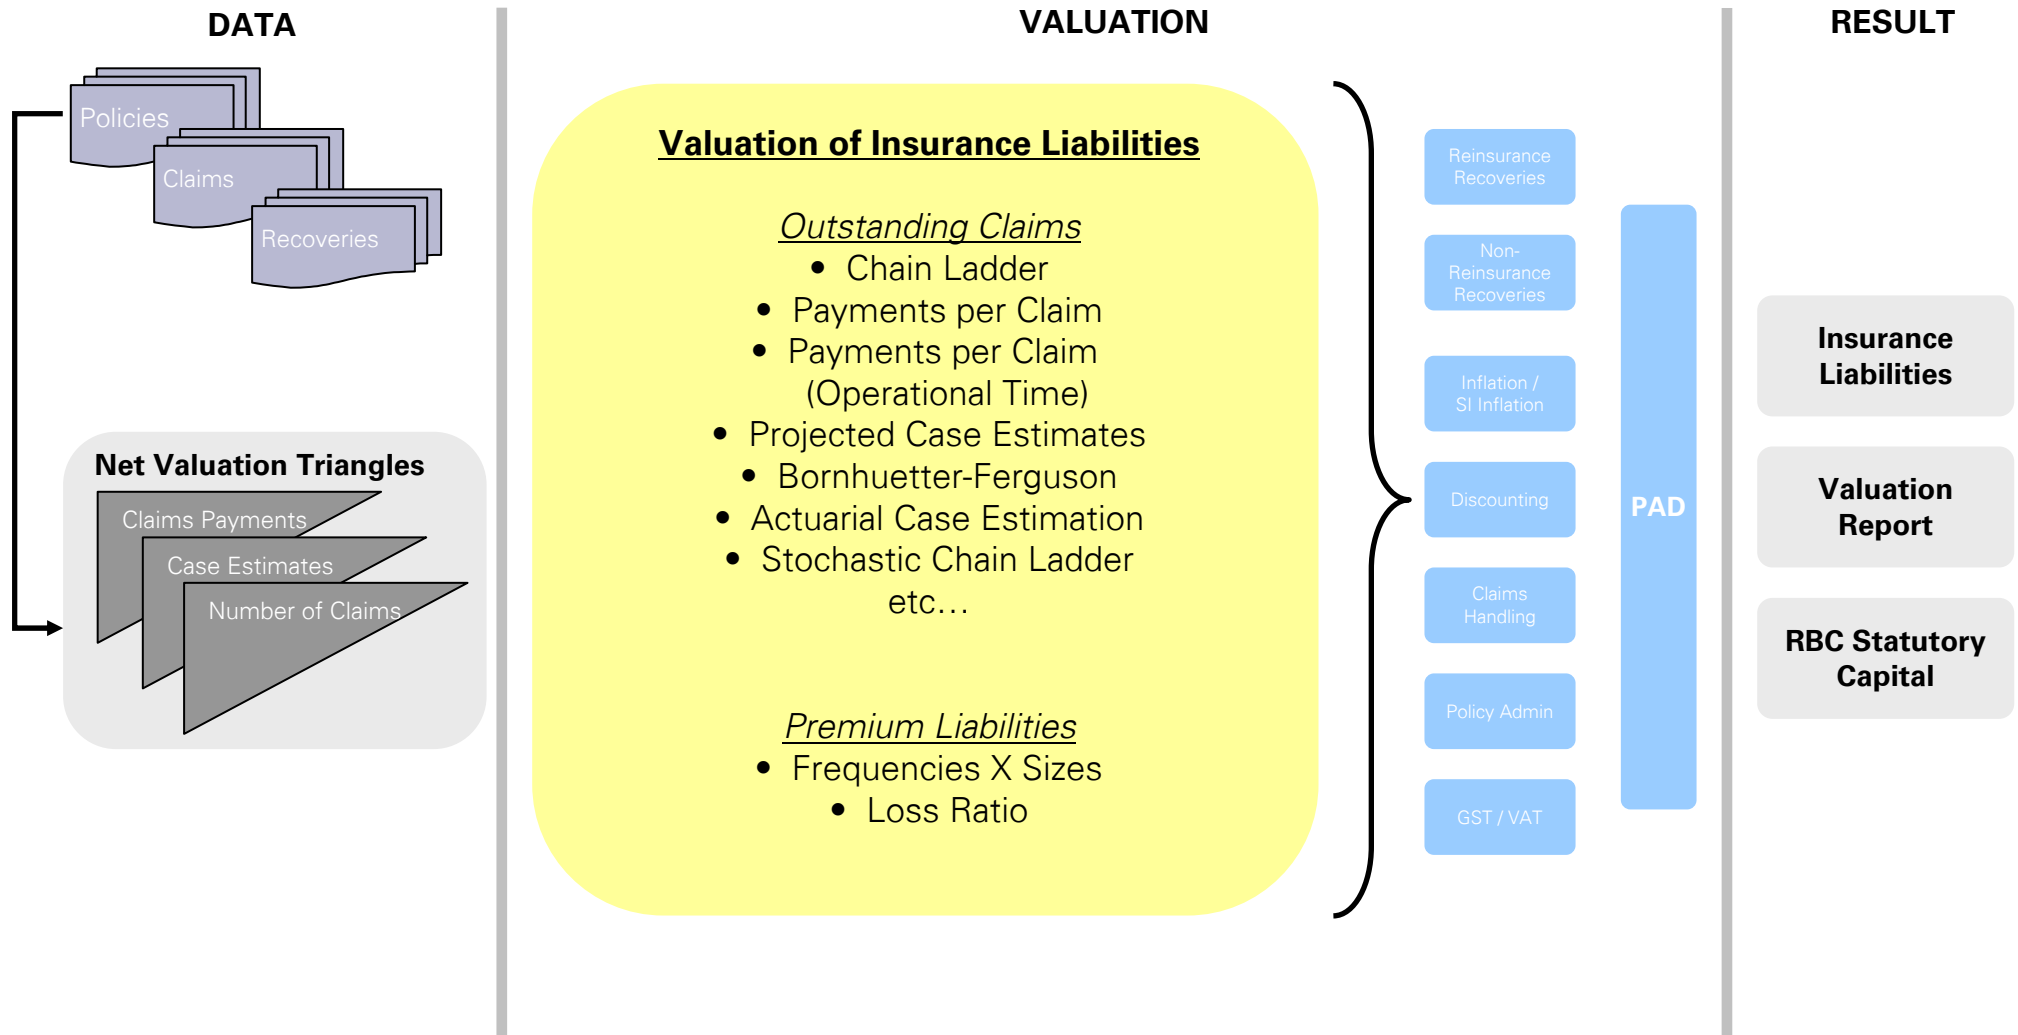 DATA
Policies
Claims
Recoveries
Net Valuation Triangles
Claims Payments
Case Estimates
Number of Claims
VALUATION
Valuation of Insurance Liabilities
Outstanding Claims
• Chain Ladder
• Payments per Claim
• Payments per Claim
(Operational Time)
• Projected Case Estimates
• Bornhuetter-Ferguson
• Actuarial Case Estimation
• Stochastic Chain Ladder
etc…
Premium Liabilities
• Frequencies X Sizes
• Loss Ratio
Reinsurance
Recoveries
Non-
Reinsurance
Recoveries
Inflation /
SI Inflation
Discounting
Claims
Handling
Policy Admin
GST / VAT
PAD
RESULT
Insurance
Liabilities
Valuation
Report
RBC Statutory
Capital